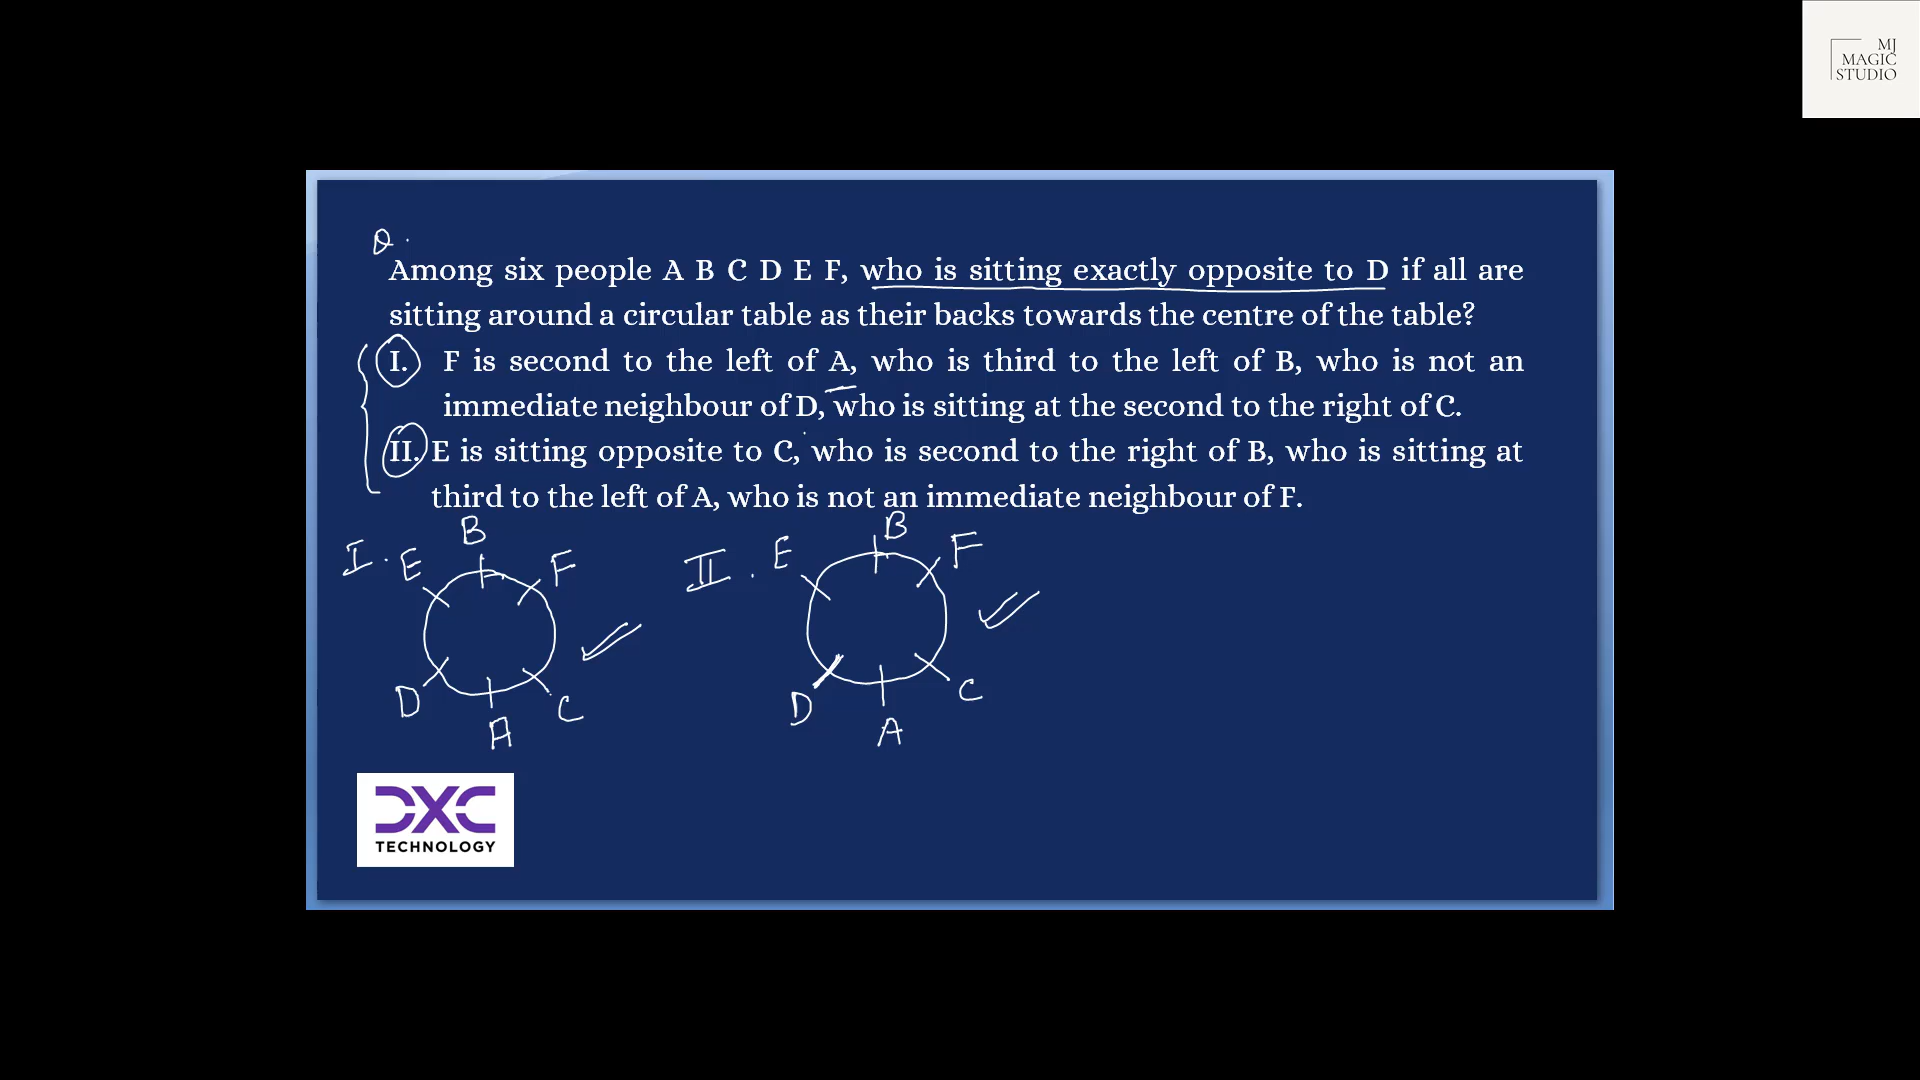 MJ
MAGIC
STUDIO
Q.
Among six people A B C D E F, who is sitting exactly opposite to D if all are
sitting around a circular table as their backs towards the centre of the table?
I. F is second to the left of A, who is third to the left of B, who is not an
immediate neighbour of D, who is sitting at the second to the right of C.
II. E is sitting opposite to C, who is second to the right of B, who is sitting at
third to the left of A, who is not an immediate neighbour of F.
I. E B F
D A C
II. E B F
D A C
DXC
TECHNOLOGY